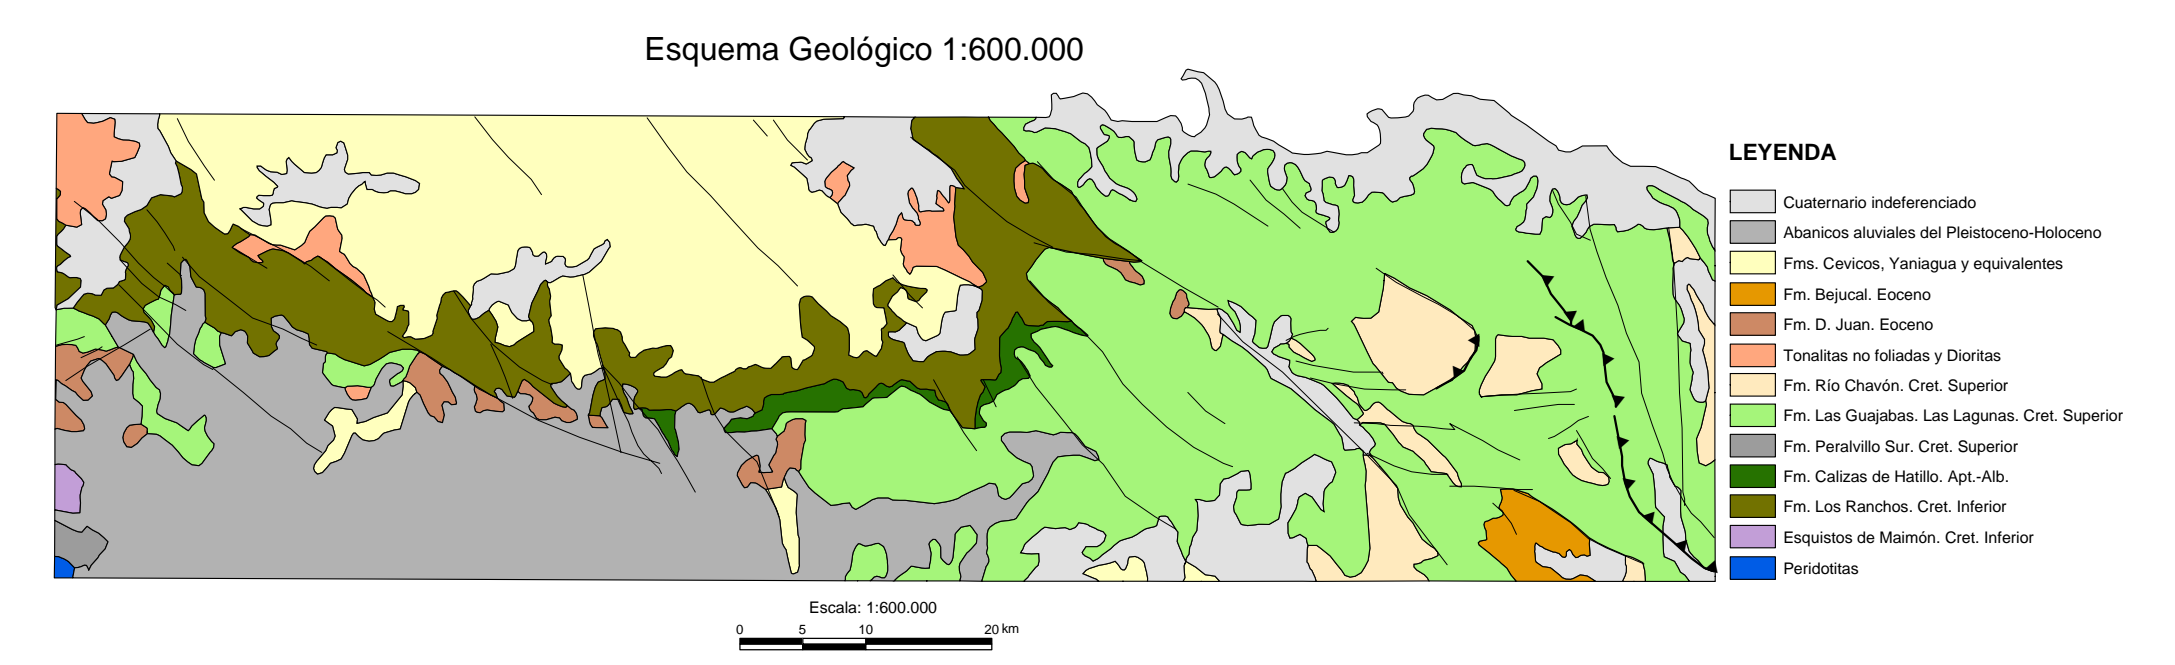 Esquema Geológico 1:600.000
LEYENDA
Cuaternario indeferenciado
Abanicos aluviales del Pleistoceno-Holoceno
Fms. Cevicos, Yaniagua y equivalentes
Fm. Bejucal. Eoceno
Fm. D. Juan. Eoceno
Tonalitas no foliadas y Dioritas
Fm. Río Chavón. Cret. Superior
Fm. Las Guajabas. Las Lagunas. Cret. Superior
Fm. Peralvillo Sur. Cret. Superior
Fm. Calizas de Hatillo. Apt.-Alb.
Fm. Los Ranchos. Cret. Inferior
Esquistos de Maimón. Cret. Inferior
Peridotitas
Escala: 1:600.000
0 5 10 20 km